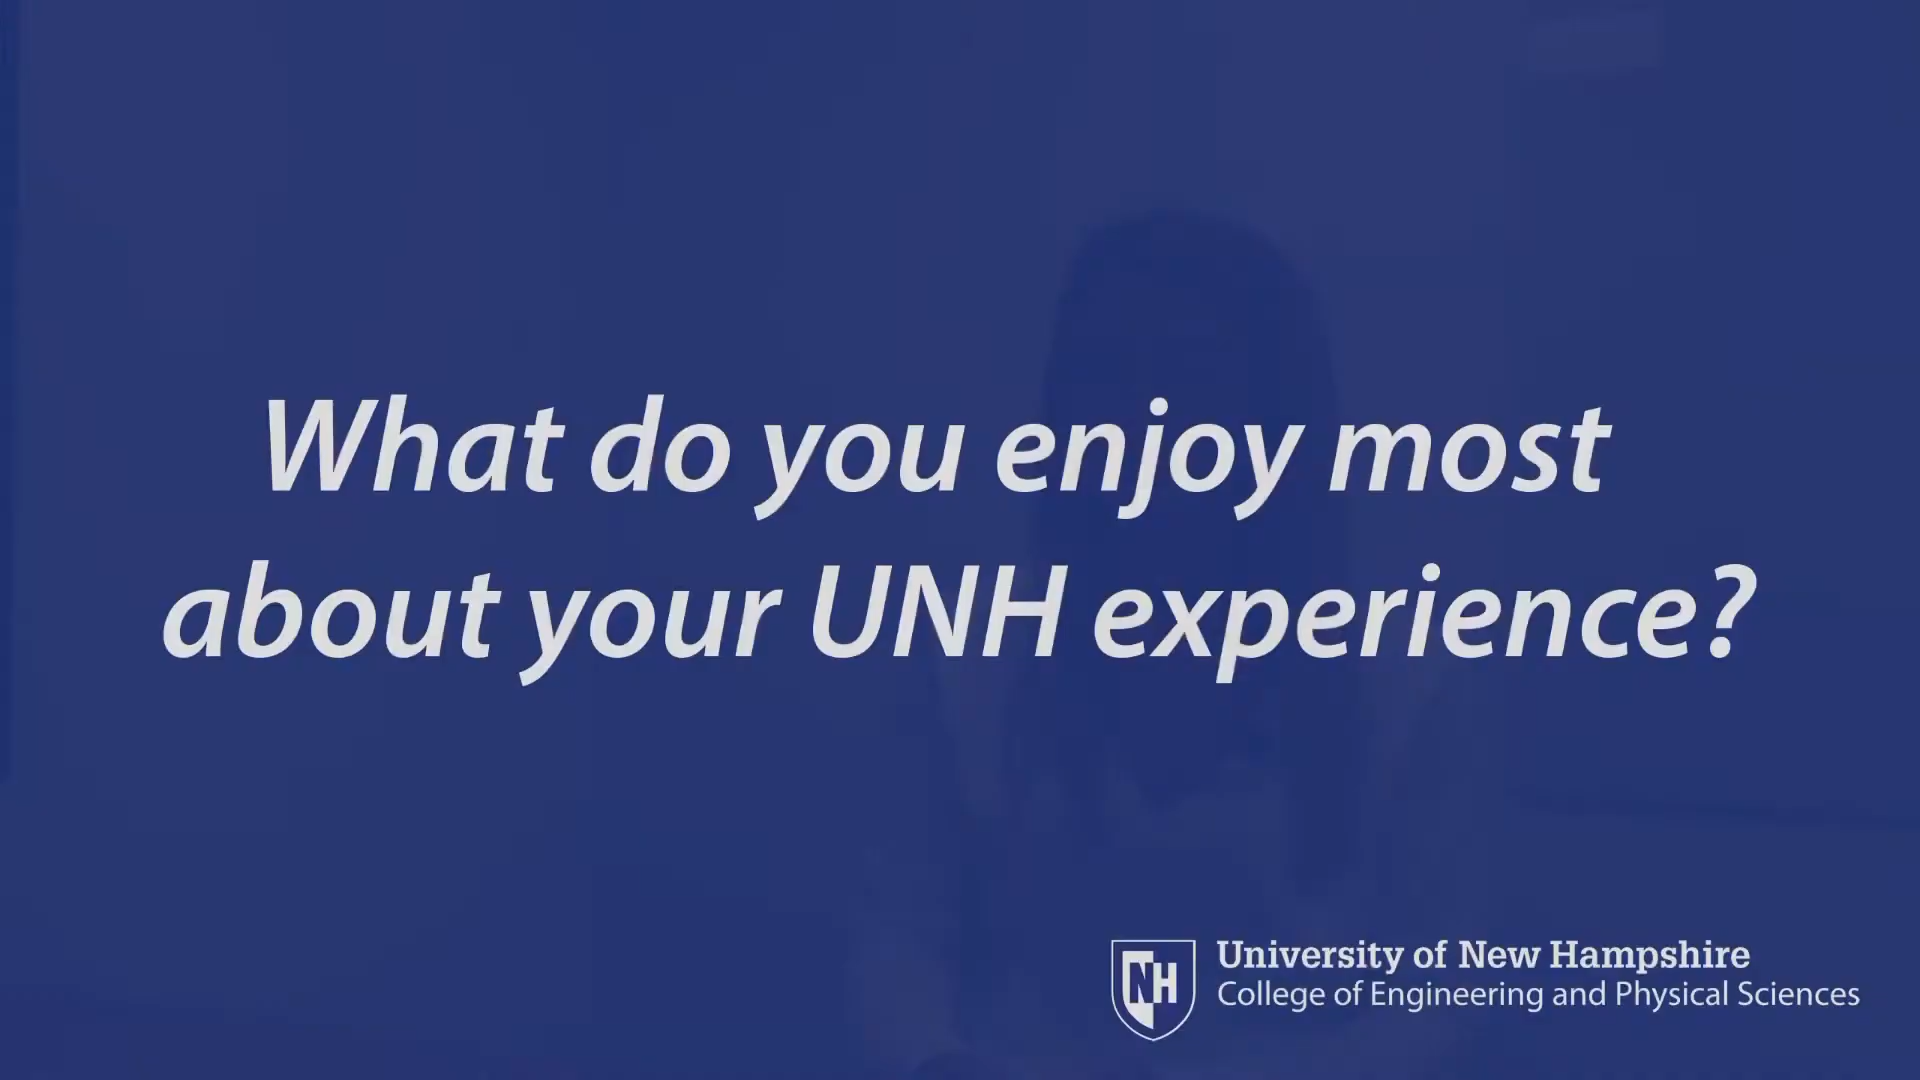 What do you enjoy most
about your UNH experience?
NH
University of New Hampshire
College of Engineering and Physical Sciences